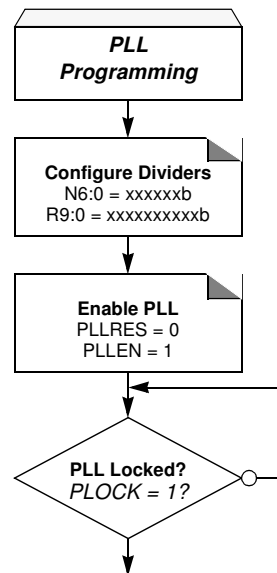 PLL
Programming
Configure Dividers
N6:0 = xxxxxxb
R9:0 = xxxxxxxxxxb
Enable PLL
PLLRES = 0
PLLEN = 1
PLL Locked?
PLOCK = 1?